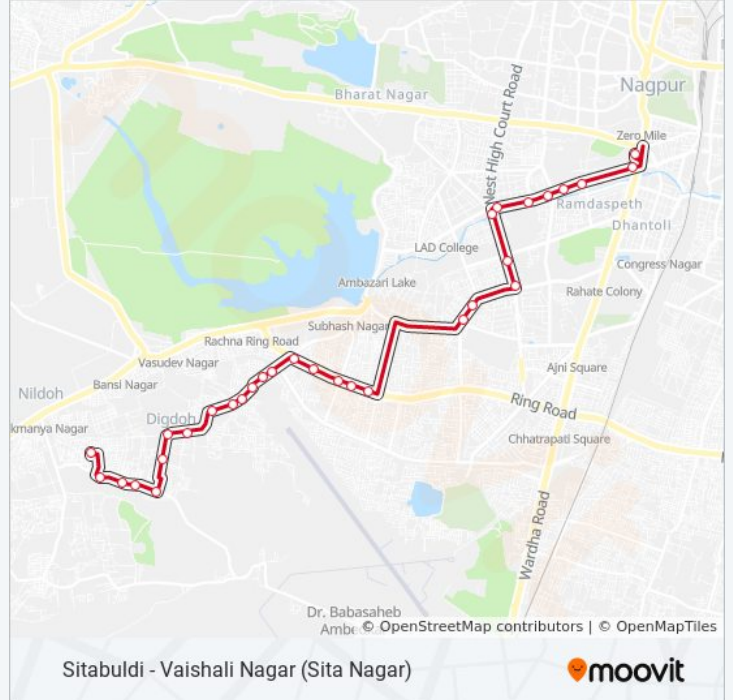 Nagpur
Bharat Nagar
West High Court Road
Zero Mile
Ramdaspeth
Dhantoli
LAD College
Congress Nagar
Ambazari Lake
Rahate Colony
Subhash Nagar
Rachna Ring Road
Vasudev Nagar
Ajni Square
Bansi Nagar
Nildoh
Ring Road
Digdoh
kmanya Nagar
Chhatrapati Square
Wardha Road
Dr. Babasaheb
© OpenStreetMap contributors | © OpenMapTiles
Sitabuldi - Vaishali Nagar (Sita Nagar)
moovit